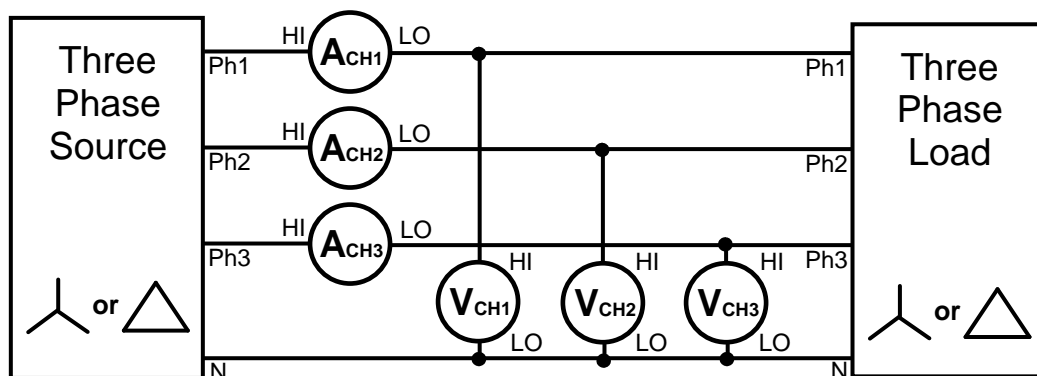 Three
Phase
Source
or
HI
ACH1
LO
Ph1
Ph1
HI
ACH2
LO
Ph2
Ph2
HI
ACH3
LO
Ph3
Ph3
HI
VCH1
LO
HI
VCH2
LO
HI
VCH3
LO
N
N
Three
Phase
Load
or